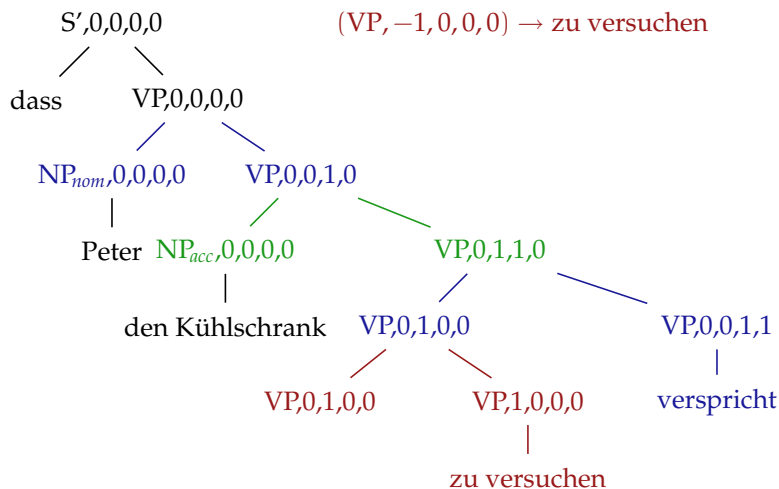 S′,0,0,0,0 (VP, −1, 0, 0, 0) → zu versuchen
dass VP,0,0,0,0
NPnom,0,0,0,0 VP,0,0,1,0
Peter NPacc,0,0,0,0 VP,0,1,1,0
den Kühlschrank VP,0,1,0,0 VP,0,0,1,1
VP,0,1,0,0 VP,1,0,0,0 verspricht
zu versuchen